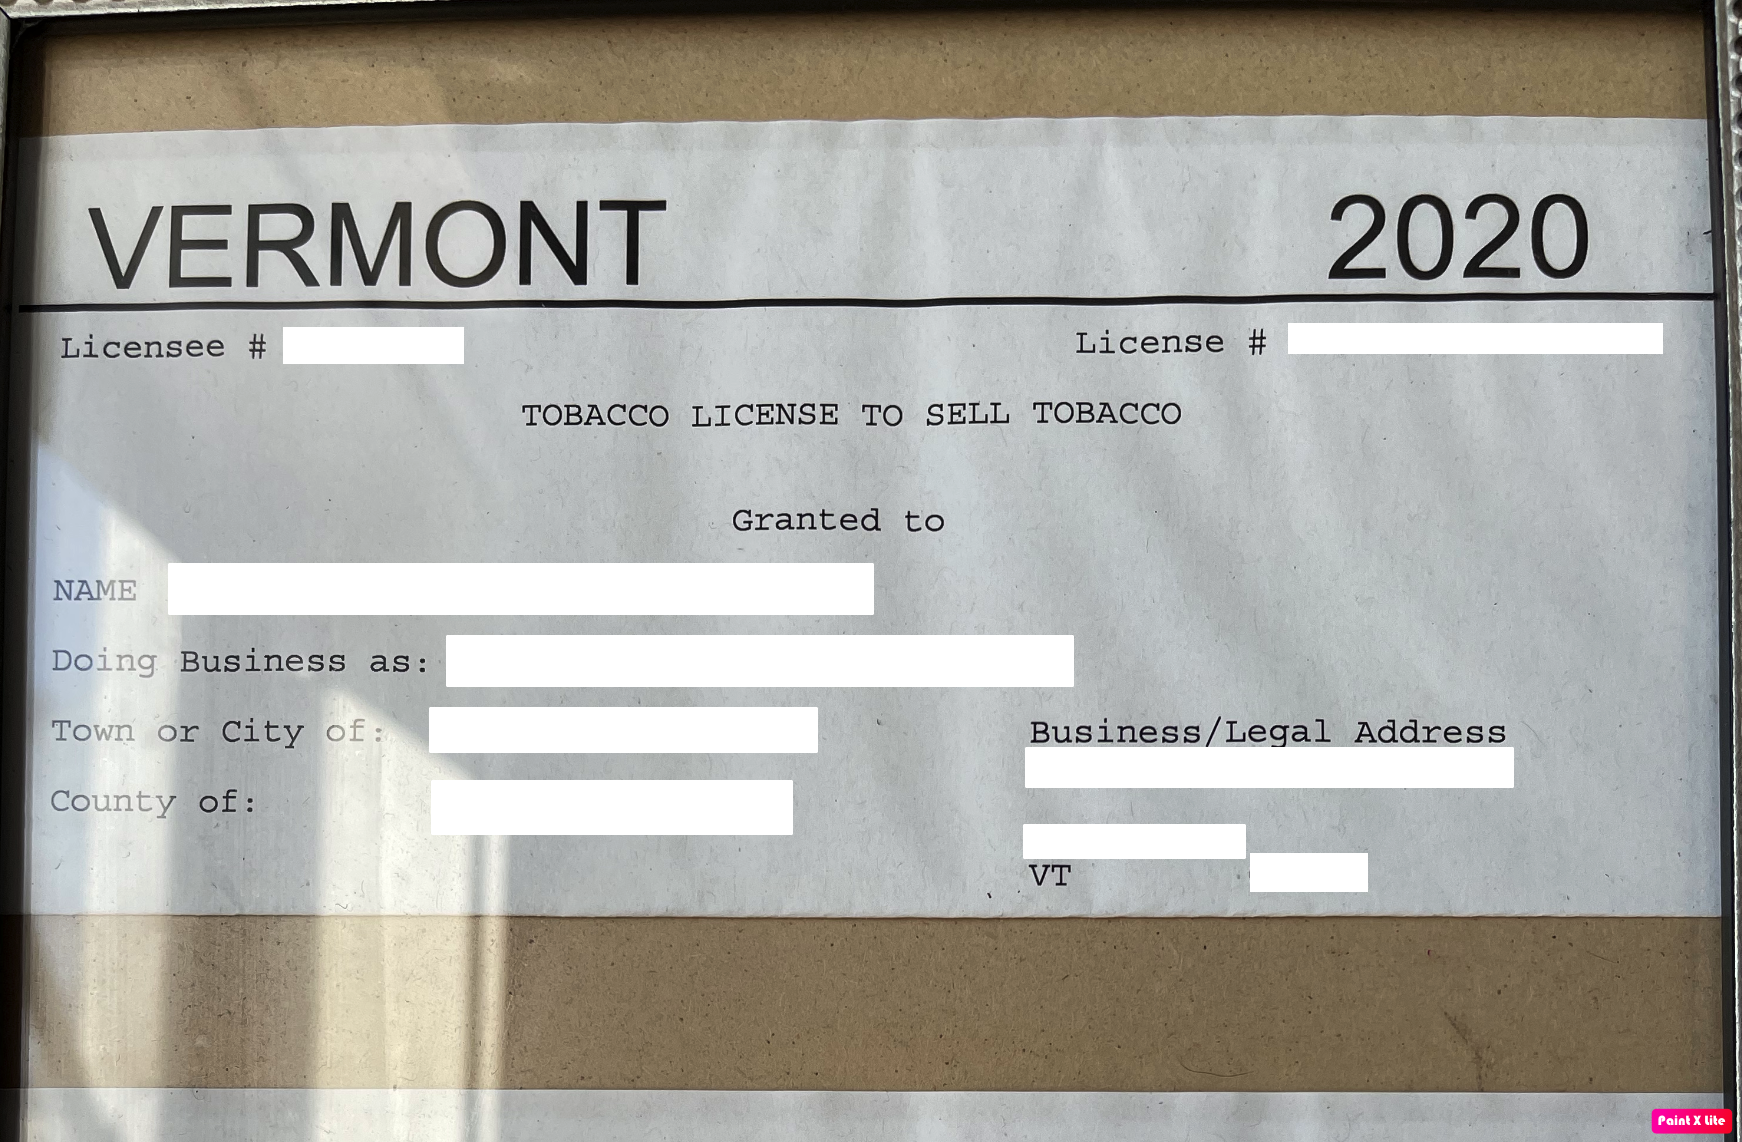 VERMONT 2020
Licensee # License #
TOBACCO LICENSE TO SELL TOBACCO
Granted to
NAME
Doing Business as:
Town or City of:
Business/Legal Address
County of:
VT
Paint X Lite